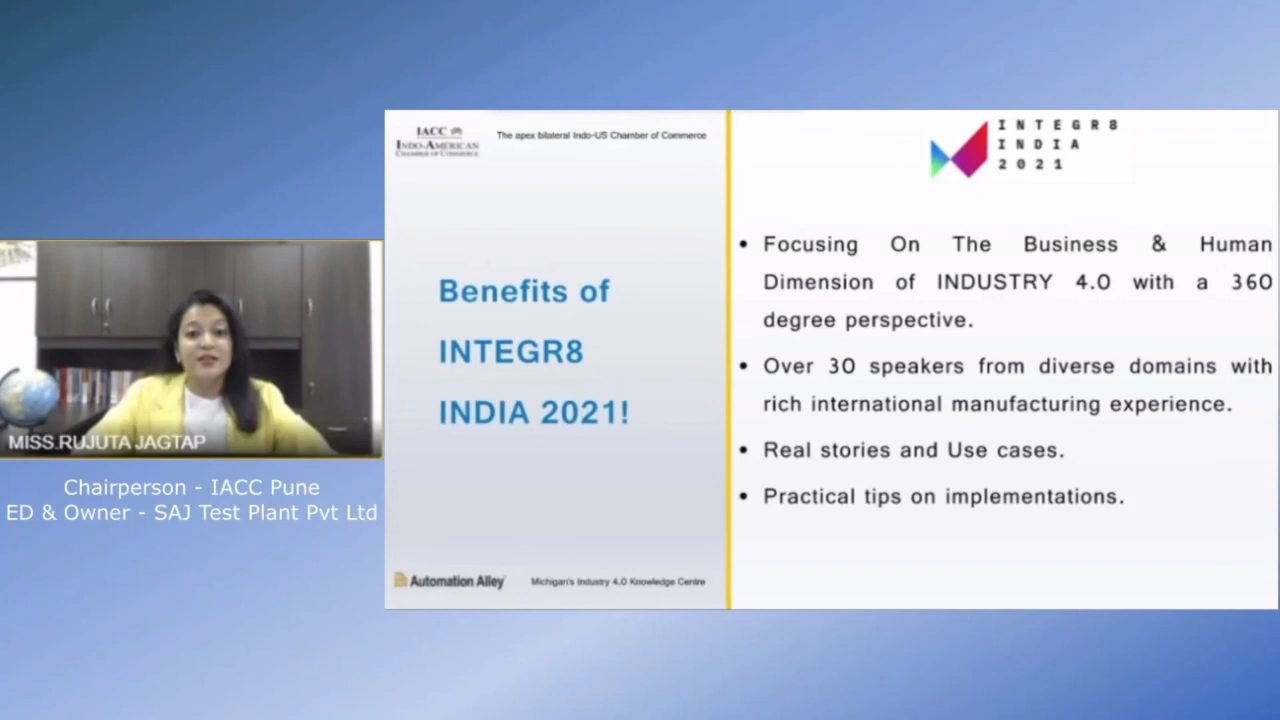 MISS.RUJUTA JAGTAP
Chairperson - IACC Pune
ED & Owner - SAJ Test Plant Pvt Ltd
IACC
INDO-AMERICAN
CHAMBER OF COMMERCE
The apex bilateral Indo-US Chamber of Commerce
Benefits of
INTEGR8
INDIA 2021!
Automation Alley
Michigan's Industry 4.0 Knowledge Centre
INTEGR8
INDIA
2021
• Focusing On The Business & Human
Dimension of INDUSTRY 4.0 with a 360
degree perspective.
• Over 30 speakers from diverse domains with
rich international manufacturing experience.
• Real stories and Use cases.
• Practical tips on implementations.